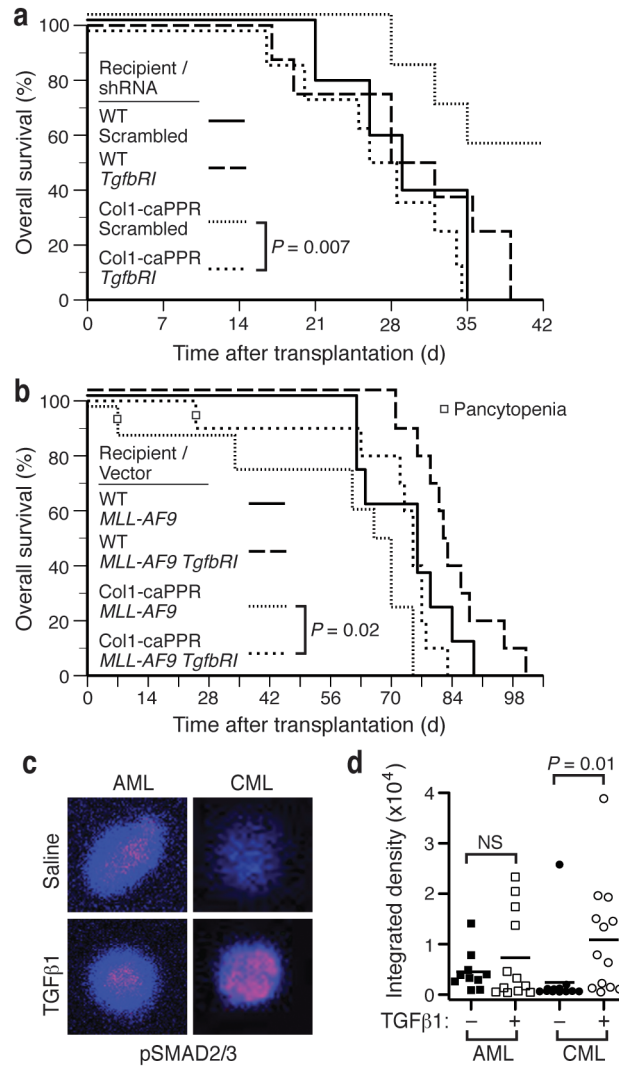 a
Overall survival (%)
100
80
60
40
20
0
Recipient /
shRNA
WT
Scrambled
WT
TgfbRI
Col1-caPPR
Scrambled
Col1-caPPR
TgfbRI
P = 0.007
0 7 14 21 28 35 42
Time after transplantation (d)
b
Overall survival (%)
100
80
60
40
20
0
Pancytopenia
Recipient /
Vector
WT
MLL-AF9
WT
MLL-AF9 TgfbRI
Col1-caPPR
MLL-AF9
Col1-caPPR
MLL-AF9 TgfbRI
P = 0.02
0 14 28 42 56 70 84 98
Time after transplantation (d)
c
AML CML
Saline
TGFβ1
pSMAD2/3
d
Integrated density (x10⁴)
P = 0.01
NS
4
3
2
1
0
TGFβ1: – + – +
AML CML